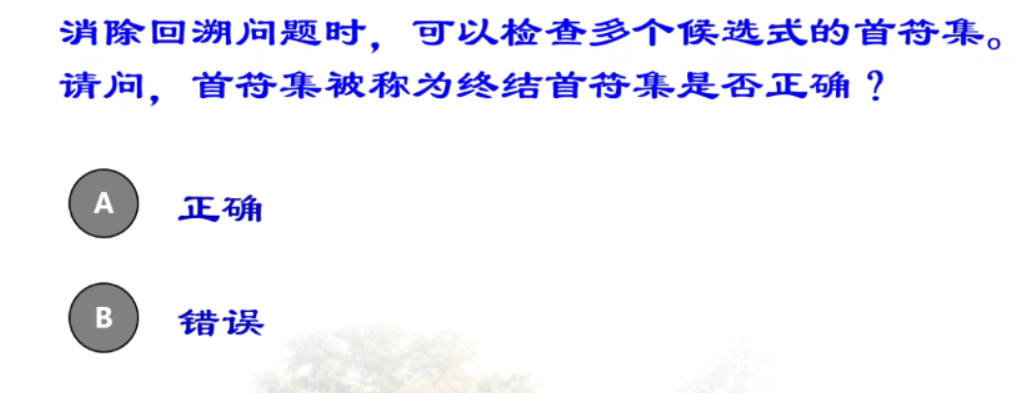 消除回溯问题时，可以检查多个候选式的首符集。
请问，首符集被称为终结首符集是否正确？
A 正确
B 错误